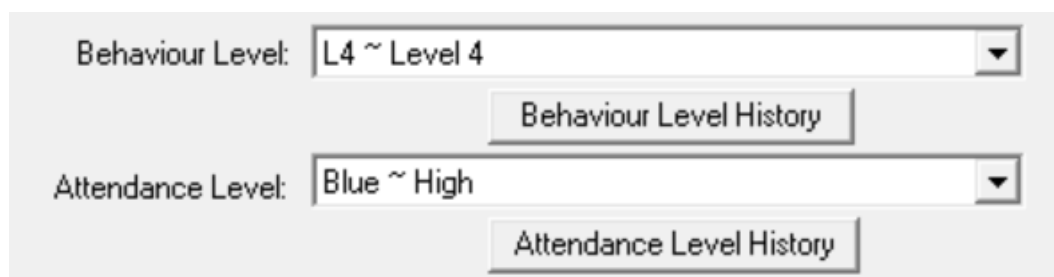 Behaviour Level: L4 ~ Level 4
Behaviour Level History
Attendance Level: Blue ~ High
Attendance Level History